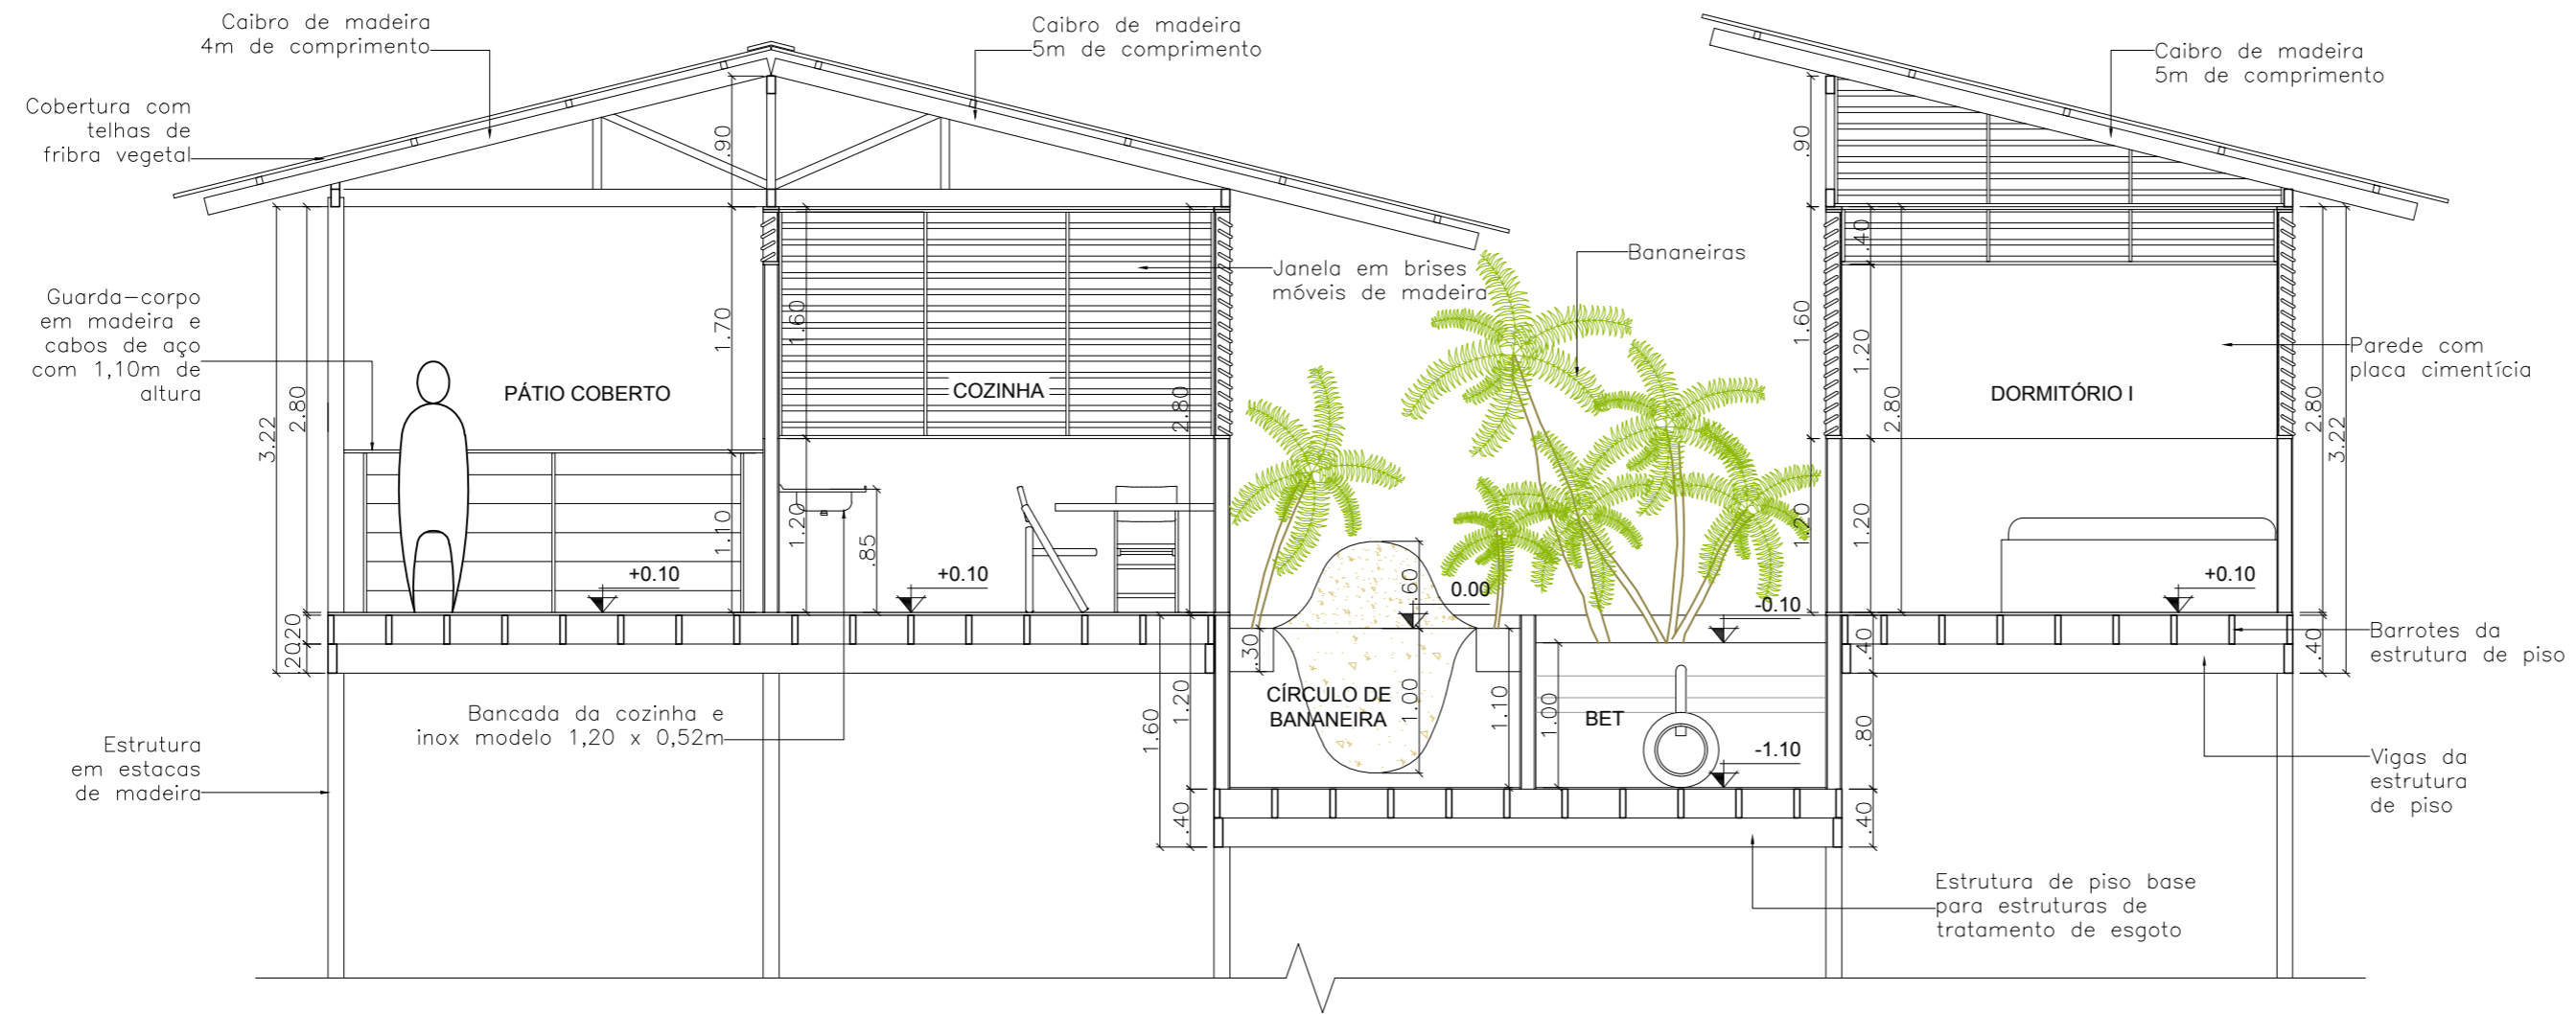 Caibro de madeira
4m de comprimento
Caibro de madeira
5m de comprimento
Caibro de madeira
5m de comprimento
Cobertura com
telhas de
fribra vegetal
.90
.90
Guarda-corpo
em madeira e
cabos de aço
com 1,10m de
altura
Janela em brises
móveis de madeira
Bananeiras
.40
3.22
2.80
1.70
1.60
2.80
1.60
1.20
2.80
2.80
3.22
PÁTIO COBERTO
COZINHA
DORMITÓRIO I
Parede com
placa cimentícia
1.10
1.20
.85
1.20
1.20
+0.10
+0.10
.60
0.00
-0.10
+0.10
.20
.20
.30
.40
.40
Barrotes da
estrutura de piso
CÍRCULO DE
BANANEIRA
1.00
1.10
1.00
BET
-1.10
1.60
1.20
.40
.80
.40
Bancada da cozinha e
inox modelo 1,20 x 0,52m
Estrutura
em estacas
de madeira
Vigas da
estrutura
de piso
Estrutura de piso base
para estruturas de
tratamento de esgoto